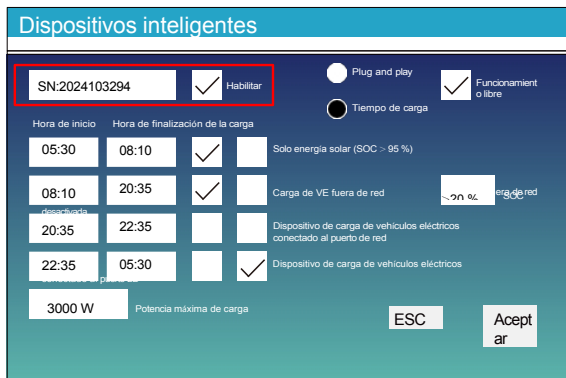 Dispositivos inteligentes
SN:2024103294
Habilitar
Plug and play
Funcionamient
o libre
Tiempo de carga
Hora de inicio
Hora de finalización de la carga
05:30
08:10
Solo energía solar (SOC > 95 %)
08:10
20:35
Carga de VE fuera de red
>20 %
SOC
era de red
desactivada
20:35
22:35
Dispositivo de carga de vehículos eléctricos
conectado al puerto de red
22:35
05:30
Dispositivo de carga de vehículos eléctricos
3000 W
Potencia máxima de carga
ESC
Acept
ar